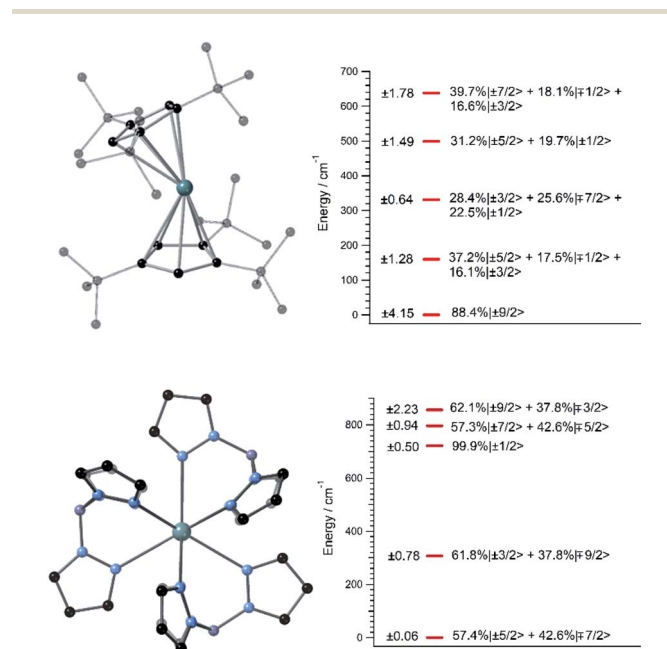 700
600
500
400
300
200
100
0
Energy / cm⁻¹
±1.78 39.7%|±7/2> + 18.1%|∓1/2> +
16.6%|±3/2>
±1.49 31.2%|±5/2> + 19.7%|±1/2>
±0.64 28.4%|±3/2> + 25.6%|∓7/2> +
22.5%|±1/2>
±1.28 37.2%|±5/2> + 17.5%|∓1/2> +
16.1%|±3/2>
±4.15 88.4%|±9/2>
800
600
400
200
0
Energy / cm⁻¹
±2.23 62.1%|±9/2> + 37.8%|∓3/2>
±0.94 57.3%|±7/2> + 42.6%|∓5/2>
±0.50 99.9%|±1/2>
±0.78 61.8%|±3/2> + 37.8%|∓9/2>
±0.06 57.4%|±5/2> + 42.6%|∓7/2>